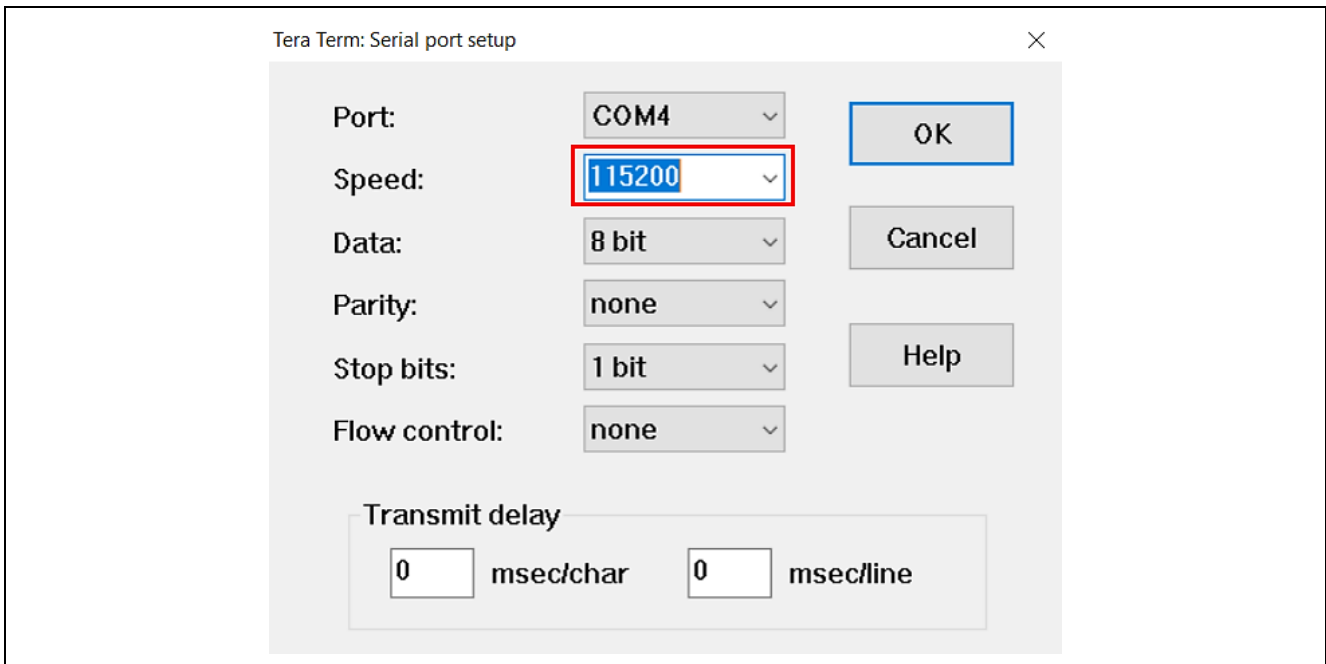 Tera Term: Serial port setup
Port: COM4
OK
Speed: 115200
Data: 8 bit
Cancel
Parity: none
Stop bits: 1 bit
Help
Flow control: none
Transmit delay
0 msec/char 0 msec/line